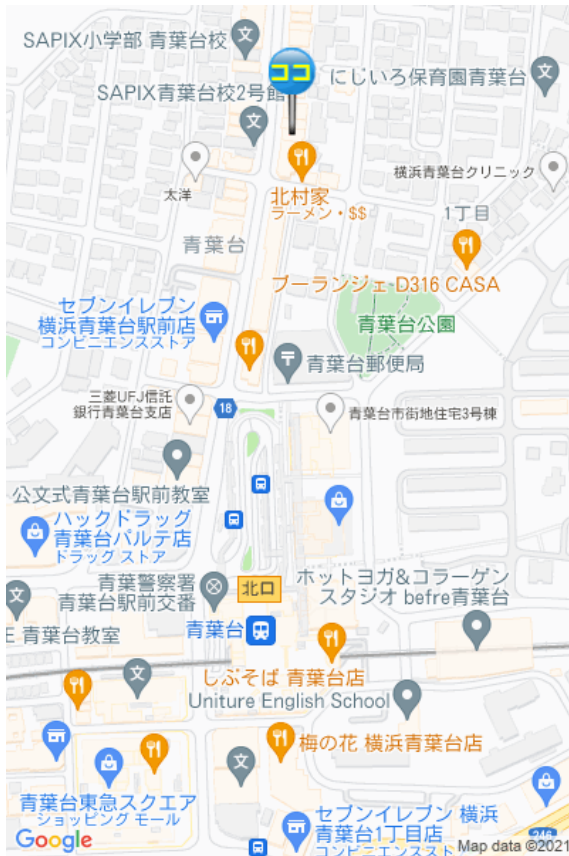 SAPIX小学部 青葉台校
ココ
にじいろ保育園青葉台
SAPIX青葉台校2号館
文
文
文
太洋
横浜青葉台クリニック
北村家
ラーメン・$$
1丁目
青葉台
ブーランジェ D316 CASA
セブンイレブン
横浜青葉台駅前店
コンビニエンスストア
青葉台公園
〒
青葉台郵便局
三菱UFJ信託
銀行青葉台支店
18
青葉台市街地住宅3号棟
公文式青葉台駅前教室
ハックドラッグ
青葉台パルテ店
ドラッグ ストア
青葉警察署
青葉台駅前交番
北口
ホットヨガ&コラーゲン
スタジオ befre青葉台
文
E 青葉台教室
青葉台
しぶそば 青葉台店
文
Uniture English School
梅の花 横浜青葉台店
文
青葉台東急スクエア
ショッピング モール
セブンイレブン 横浜
青葉台1丁目店
コンビニエンススト
246
Google
Map data ©2021